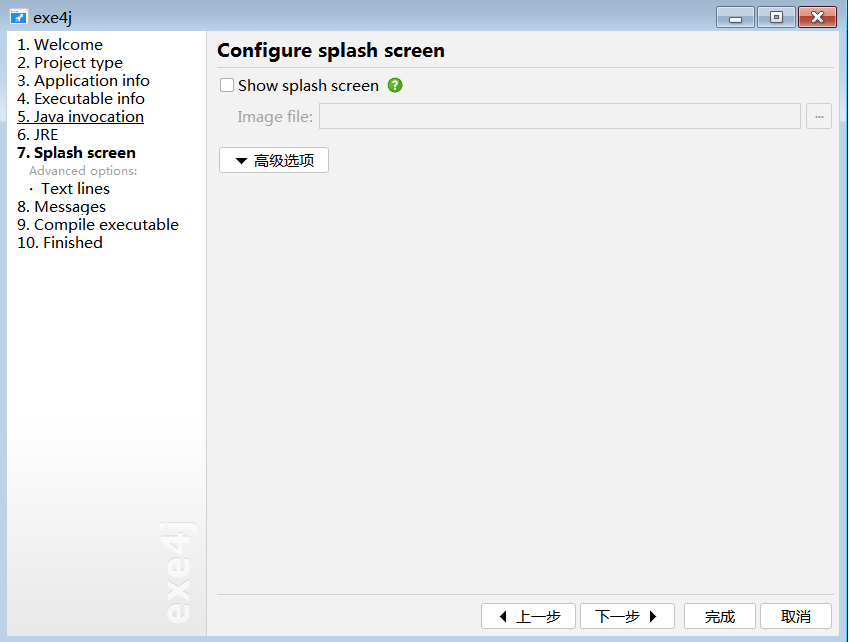 exe4j
1. Welcome
2. Project type
3. Application info
4. Executable info
5. Java invocation
6. JRE
7. Splash screen
Advanced options:
· Text lines
8. Messages
9. Compile executable
10. Finished
exe4j
Configure splash screen
Show splash screen ?
Image file:
...
高级选项
上一步
下一步
完成
取消